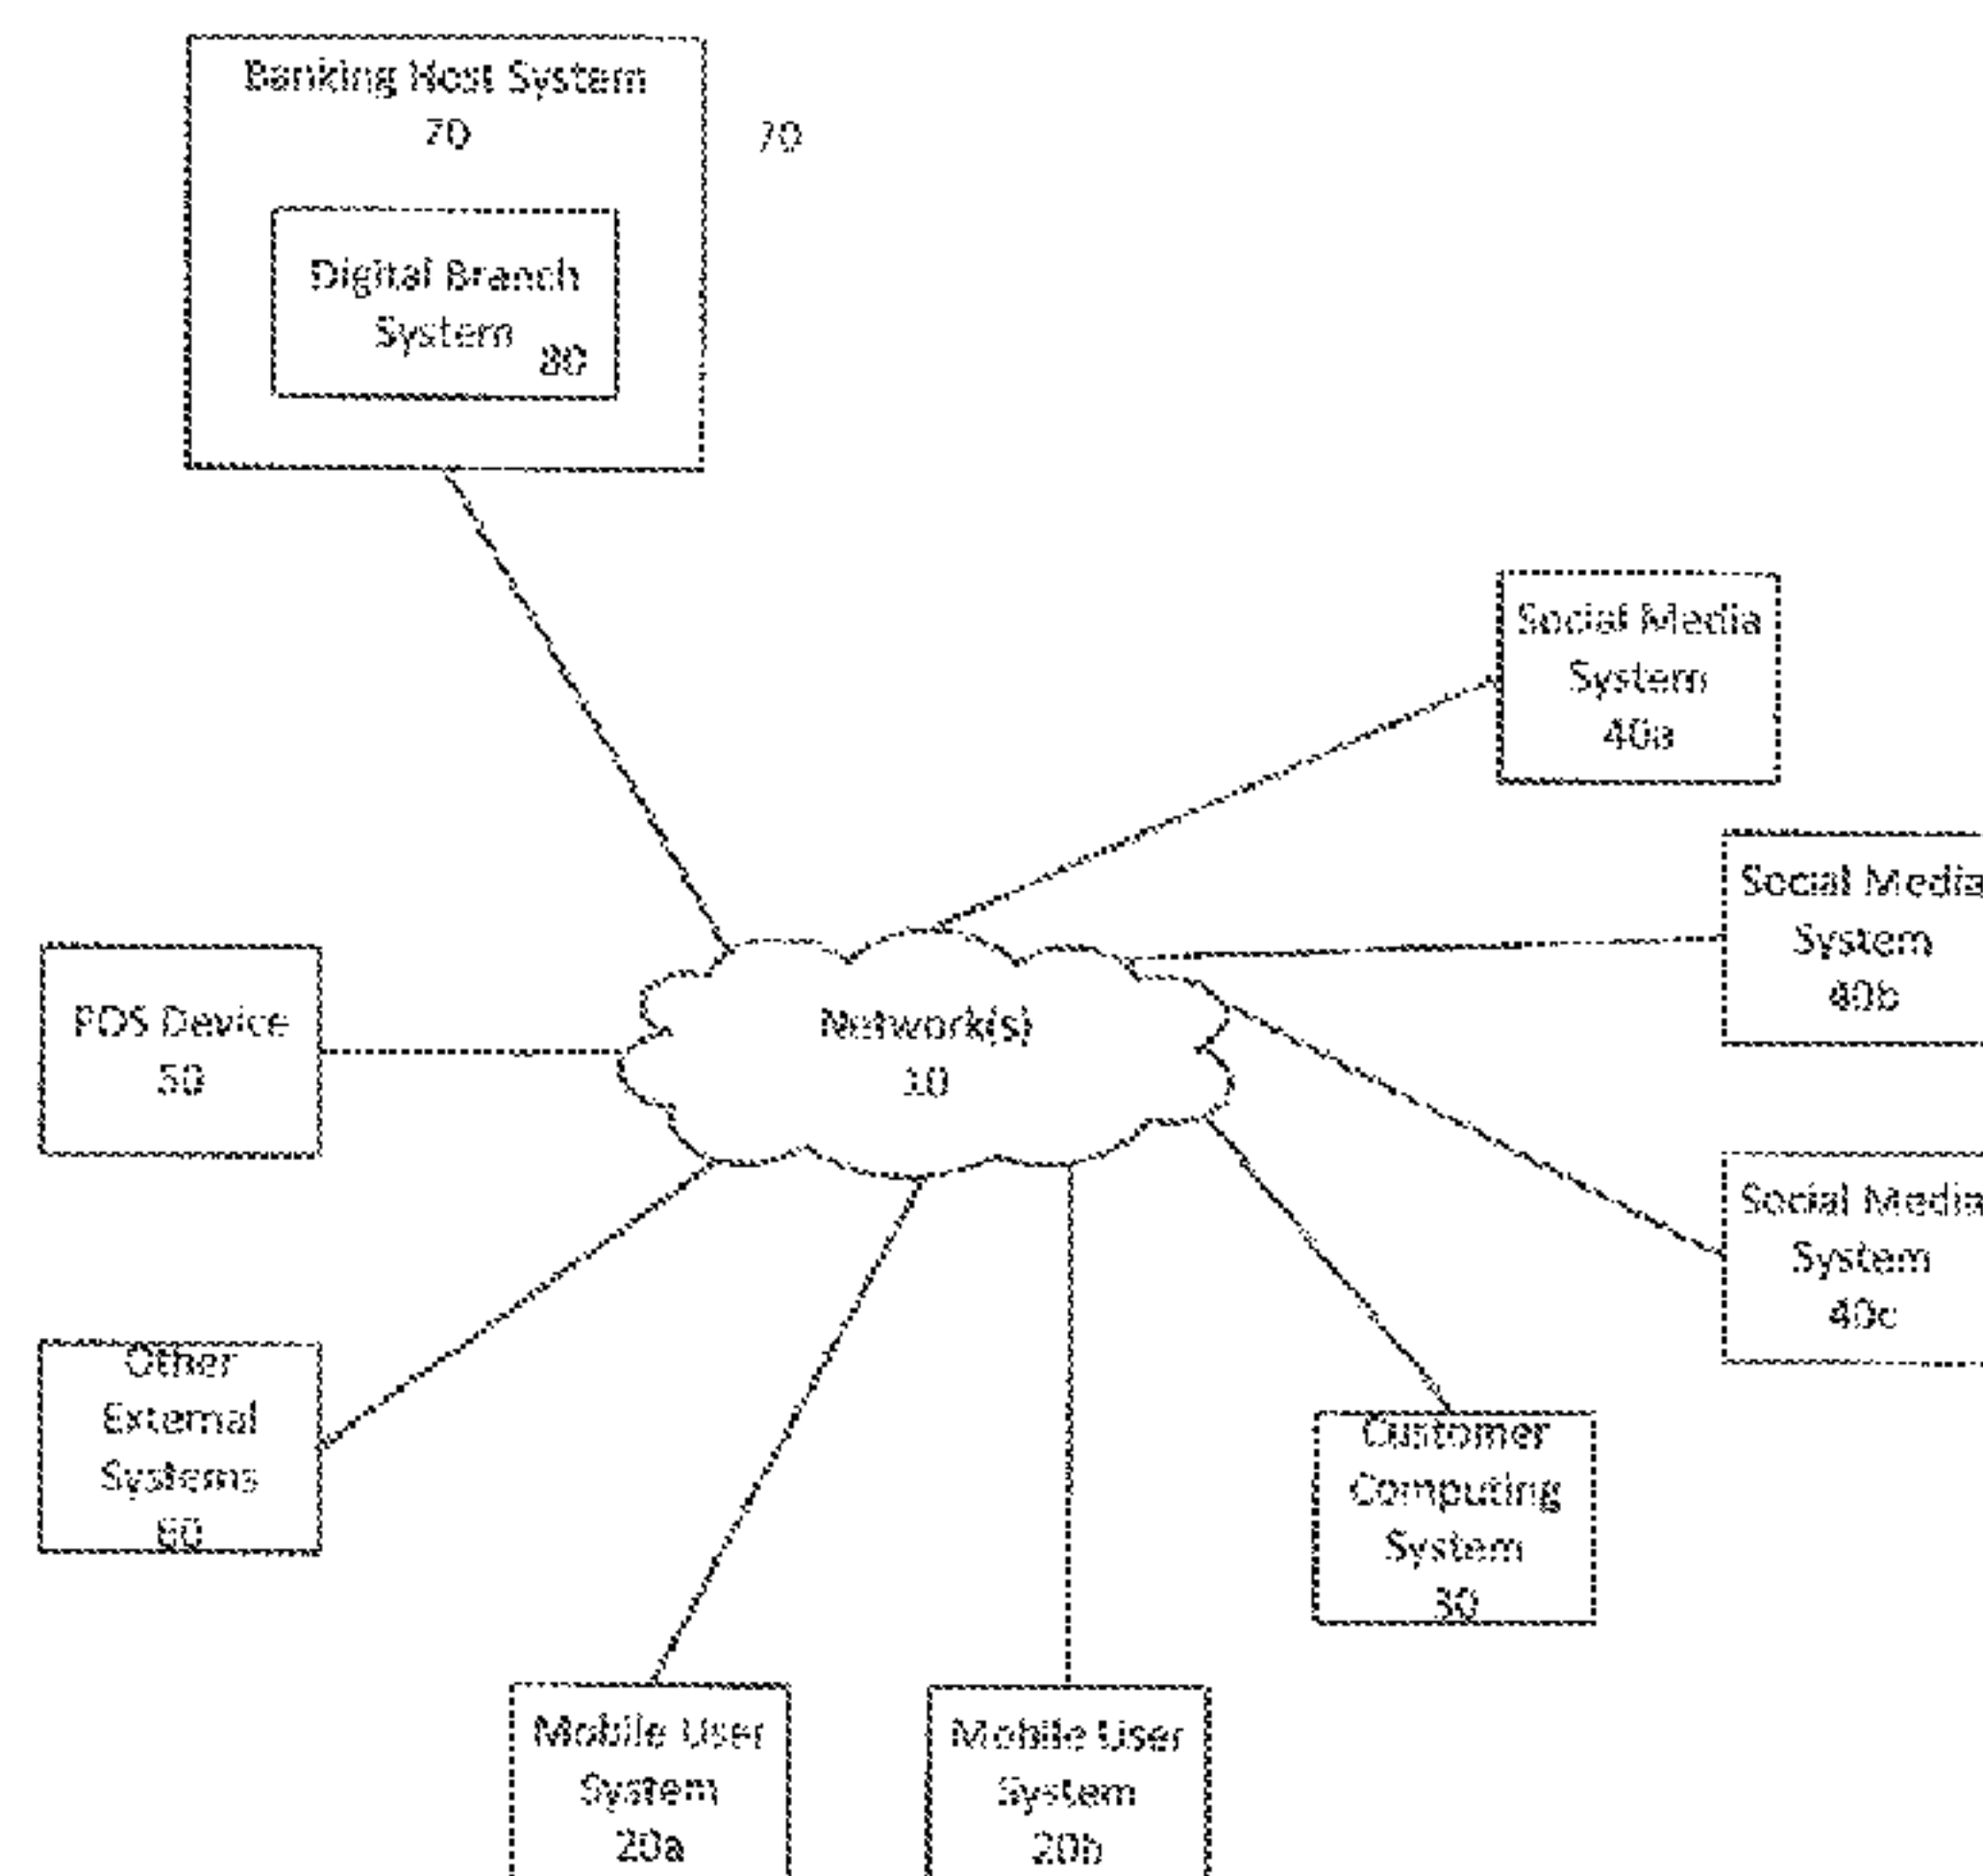 Banking Host System
70
70
Digital Branch
System
80
Social Media
System
40a
Social Media
System
40b
POS Device
50
Network(s)
10
Social Media
System
40c
Other
External
Systems
60
Customer
Computing
System
30
Mobile User
System
20a
Mobile User
System
20b